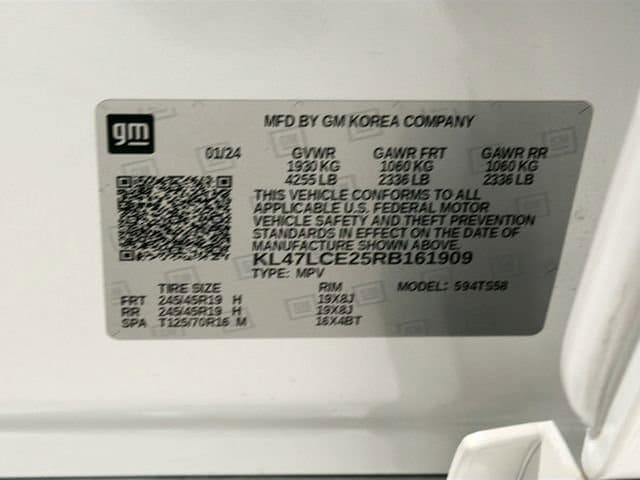 gm
MFD BY GM KOREA COMPANY
01/24 GVWR GAWR FRT GAWR RR
1930 KG 1060 KG 1060 KG
4255 LB 2336 LB 2336 LB
THIS VEHICLE CONFORMS TO ALL
APPLICABLE U.S. FEDERAL MOTOR
VEHICLE SAFETY AND THEFT PREVENTION
STANDARDS IN EFFECT ON THE DATE OF
MANUFACTURE SHOWN ABOVE.
KL47LCE25RB161909
TYPE: MPV MODEL: 594TS58
TIRE SIZE RIM
FRT 245/45R19 H 19X8J
RR 245/45R19 H 19X8J
SPA T125/70R16 M 16X4BT